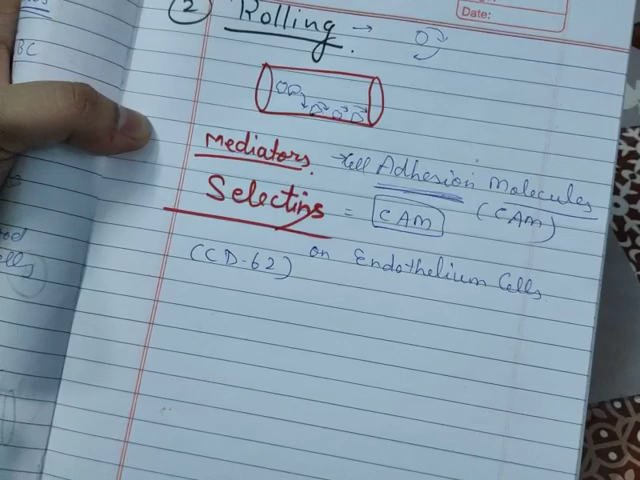 Date:
② Rolling →
BC
Mediators. → Cell Adhesion Molecules
Selectins = CAM (CAM)
(CD-62) on Endothelium Cells